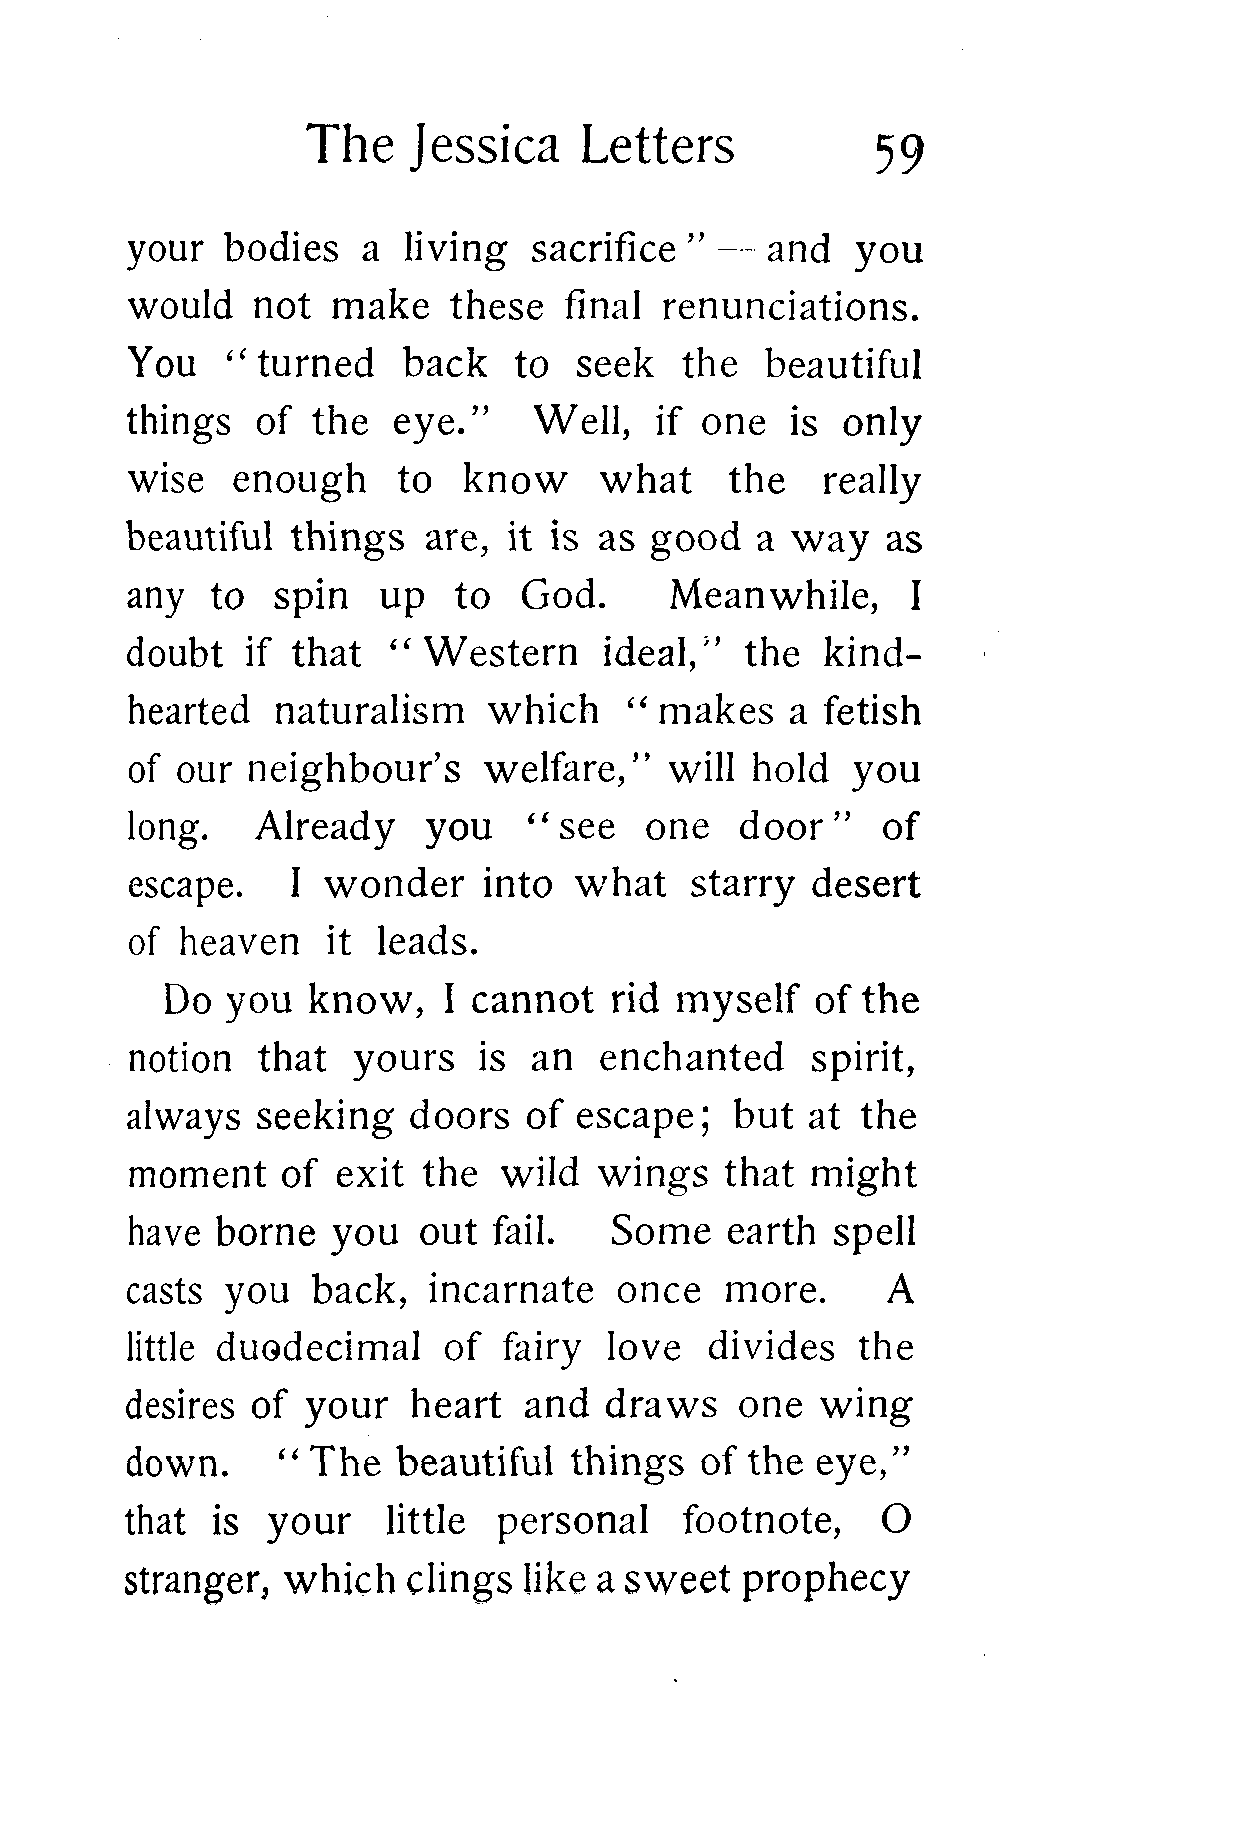 The Jessica Letters 59
your bodies a living sacrifice" — and you
would not make these final renunciations.
You "turned back to seek the beautiful
things of the eye." Well, if one is only
wise enough to know what the really
beautiful things are, it is as good a way as
any to spin up to God. Meanwhile, I
doubt if that "Western ideal," the kind-
hearted naturalism which "makes a fetish
of our neighbour's welfare," will hold you
long. Already you "see one door" of
escape. I wonder into what starry desert
of heaven it leads.
Do you know, I cannot rid myself of the
notion that yours is an enchanted spirit,
always seeking doors of escape; but at the
moment of exit the wild wings that might
have borne you out fail. Some earth spell
casts you back, incarnate once more. A
little duodecimal of fairy love divides the
desires of your heart and draws one wing
down. "The beautiful things of the eye,"
that is your little personal footnote, O
stranger, which clings like a sweet prophecy